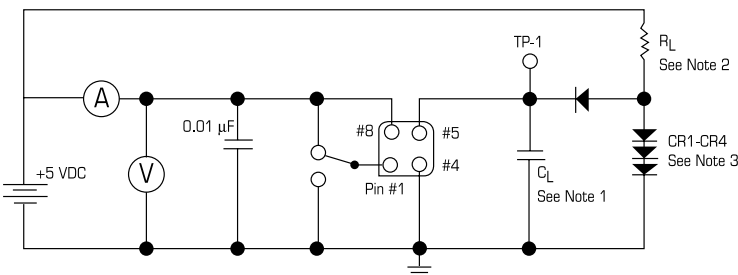 TP-1
R_L
See Note 2
A
0.01 µF
#8
#5
CR1-CR4
See Note 3
V
#4
+5 VDC
Pin #1
C_L
See Note 1